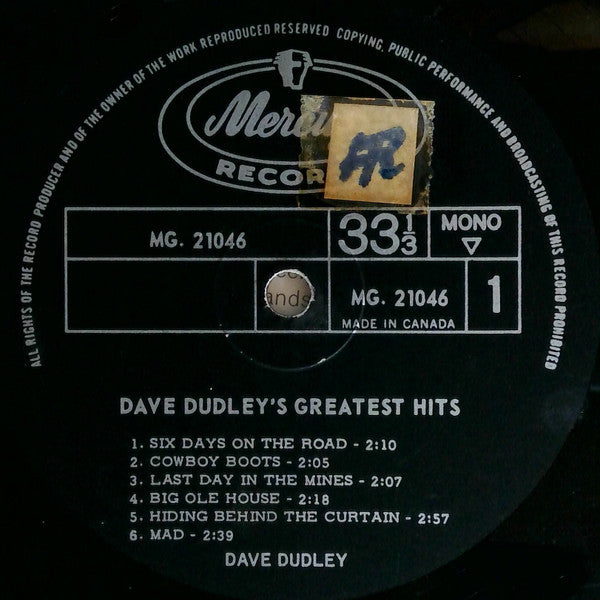 ALL RIGHTS OF THE RECORD PRODUCER AND OF THE OWNER OF THE WORK REPRODUCED RESERVED COPYING, PUBLIC PERFORMANCE AND BROADCASTING OF THIS RECORD PROHIBITED
RECOR
MG. 21046
33 1/3
MONO
ands
MG. 21046
1
MADE IN CANADA
DAVE DUDLEY'S GREATEST HITS
1. SIX DAYS ON THE ROAD - 2:10
2. COWBOY BOOTS - 2:05
3. LAST DAY IN THE MINES - 2:07
4. BIG OLE HOUSE - 2:18
5. HIDING BEHIND THE CURTAIN - 2:57
6. MAD - 2:39
DAVE DUDLEY